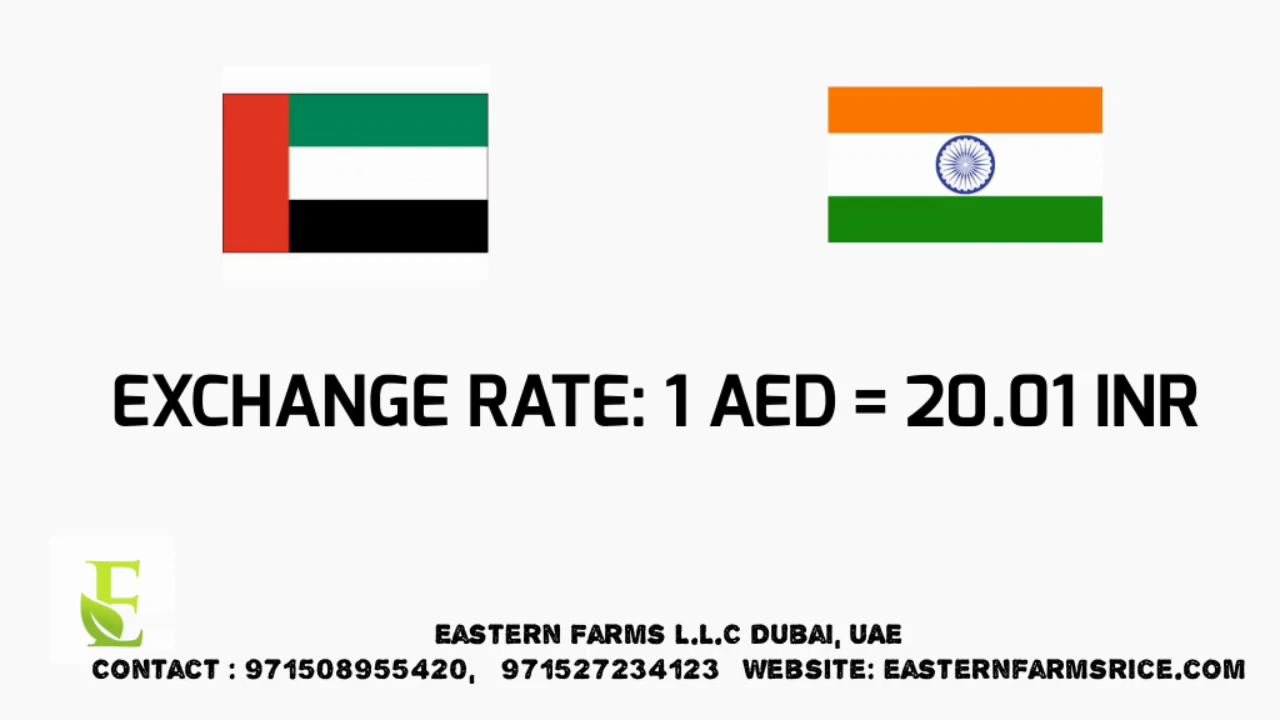 EXCHANGE RATE: 1 AED = 20.01 INR
E
EASTERN FARMS L.L.C DUBAI, UAE
CONTACT : 971508955420, 971527234123 WEBSITE: EASTERNFARMSRICE.COM